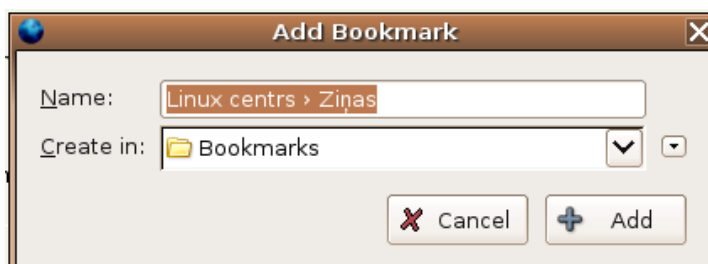 Add Bookmark
Name: Linux centrs › Ziņas
Create in: Bookmarks
Cancel Add